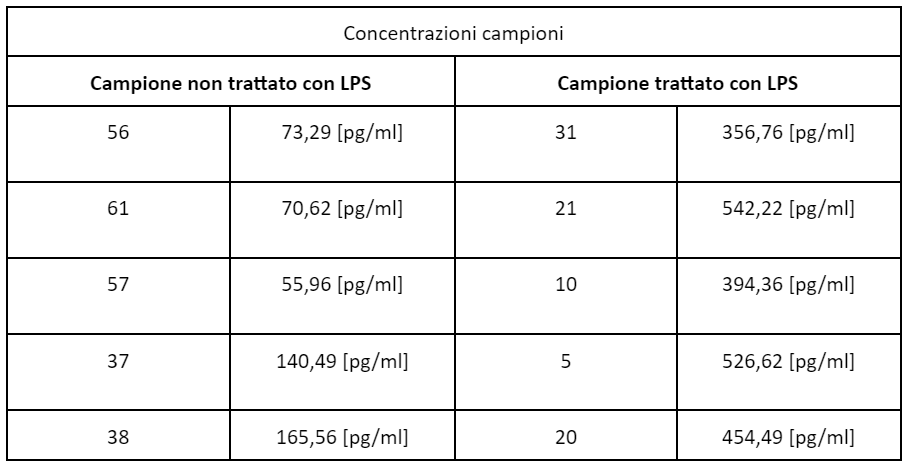 Concentrazioni campioni
Campione non trattato con LPS Campione trattato con LPS
56 73,29 [pg/ml] 31 356,76 [pg/ml]
61 70,62 [pg/ml] 21 542,22 [pg/ml]
57 55,96 [pg/ml] 10 394,36 [pg/ml]
37 140,49 [pg/ml] 5 526,62 [pg/ml]
38 165,56 [pg/ml] 20 454,49 [pg/ml]